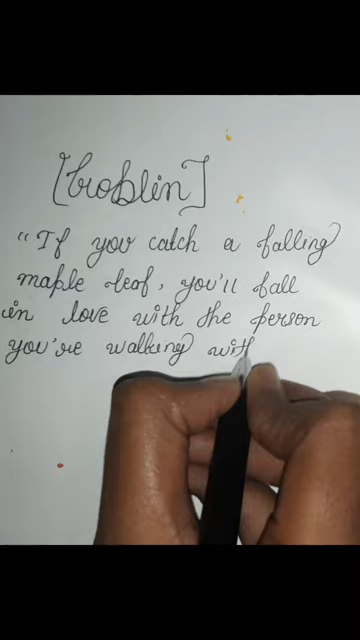 [Goblin]
"If you catch a falling
maple leaf, you'll fall
in love with the person
you're walking with